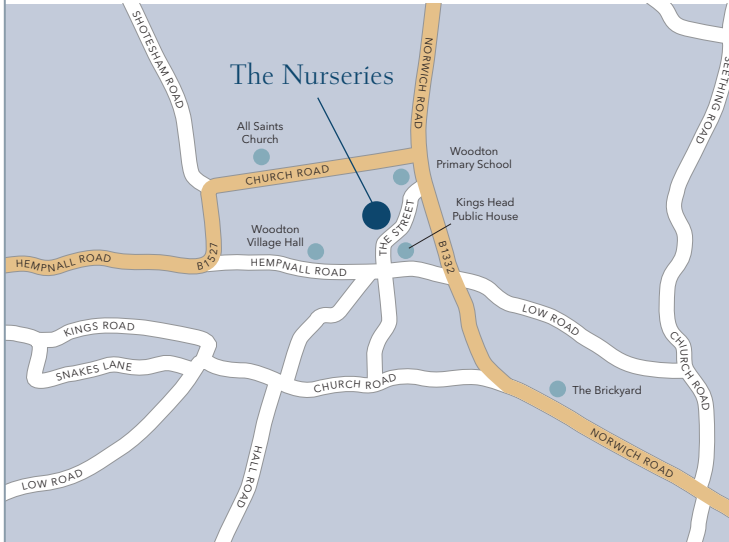 SHOTESHAM ROAD
NORWICH ROAD
SEETHING ROAD
The Nurseries
All Saints
Church
Woodton
Primary School
CHURCH ROAD
Kings Head
Public House
THE STREET
Woodton
Village Hall
B1527
B1332
HEMPNALL ROAD
HEMPNALL ROAD
LOW ROAD
KINGS ROAD
SNAKES LANE
CHURCH ROAD
CHURCH ROAD
The Brickyard
NORWICH ROAD
LOW ROAD
HALL ROAD